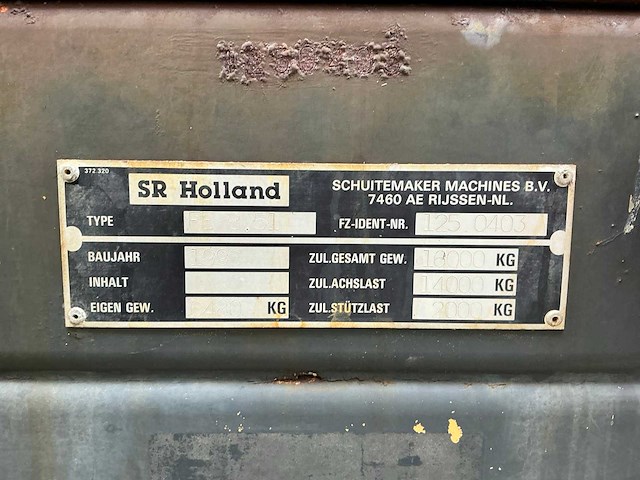 372.320
SR Holland
SCHUITEMAKER MACHINES B.V.
7460 AE RIJSSEN-NL.
TYPE
FZ-IDENT-NR. 125 0403
BAUJAHR
ZUL.GESAMT GEW. 16000 KG
INHALT
ZUL.ACHSLAST 14000 KG
EIGEN GEW. KG
ZUL.STÜTZLAST 2000 KG